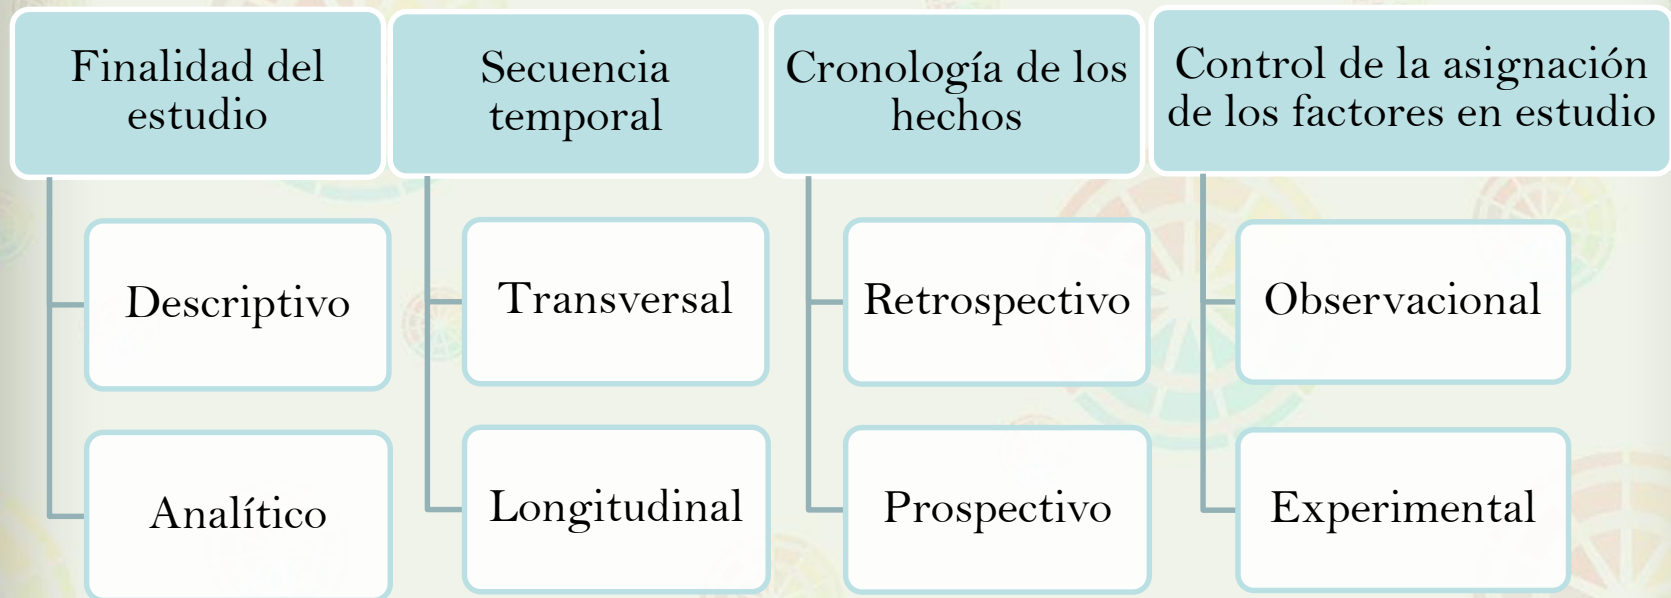 Finalidad del
estudio
Descriptivo
Analítico
Secuencia
temporal
Transversal
Longitudinal
Cronología de los
hechos
Retrospectivo
Prospectivo
Control de la asignación
de los factores en estudio
Observacional
Experimental